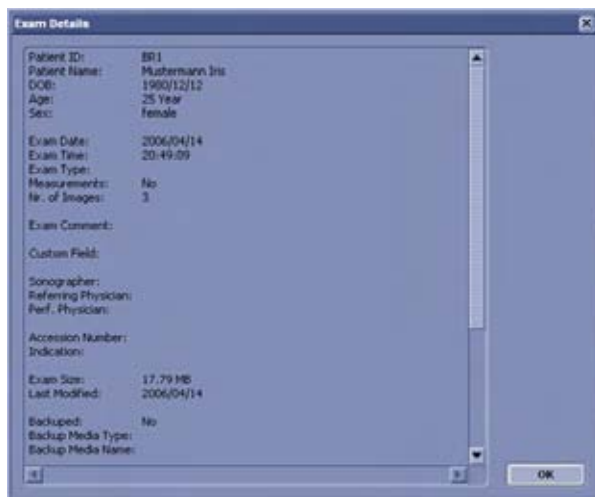 Exam Details
Patient ID: BR1
Patient Name: Mustermann Iris
DOB: 1980/12/12
Age: 25 Year
Sex: female
Exam Date: 2006/04/14
Exam Time: 20:49:09
Exam Type:
Measurements: No
Nr. of Images: 3
Exam Comment:
Custom Field:
Sonographer:
Referring Physician:
Perf. Physician:
Accession Number:
Indication:
Exam Size: 17.79 MB
Last Modified: 2006/04/14
Backuped: No
Backup Media Type:
Backup Media Name:
OK